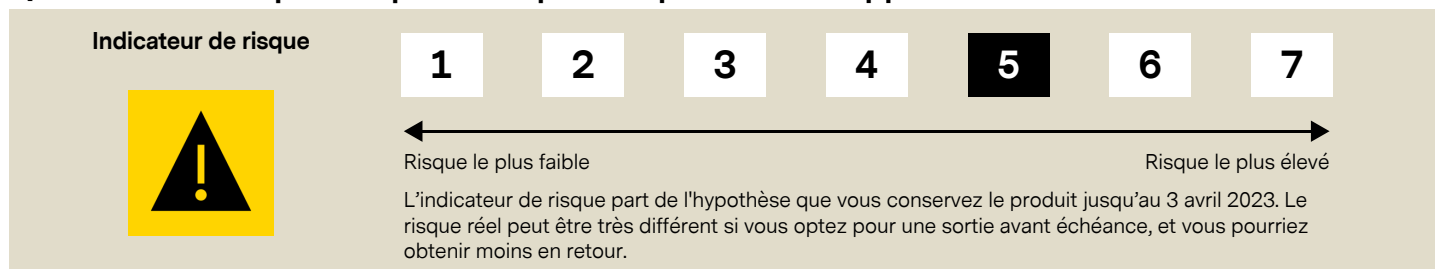 Indicateur de risque
1 2 3 4 5 6 7
Risque le plus faible Risque le plus élevé
L’indicateur de risque part de l'hypothèse que vous conservez le produit jusqu’au 3 avril 2023. Le
risque réel peut être très différent si vous optez pour une sortie avant échéance, et vous pourriez
obtenir moins en retour.